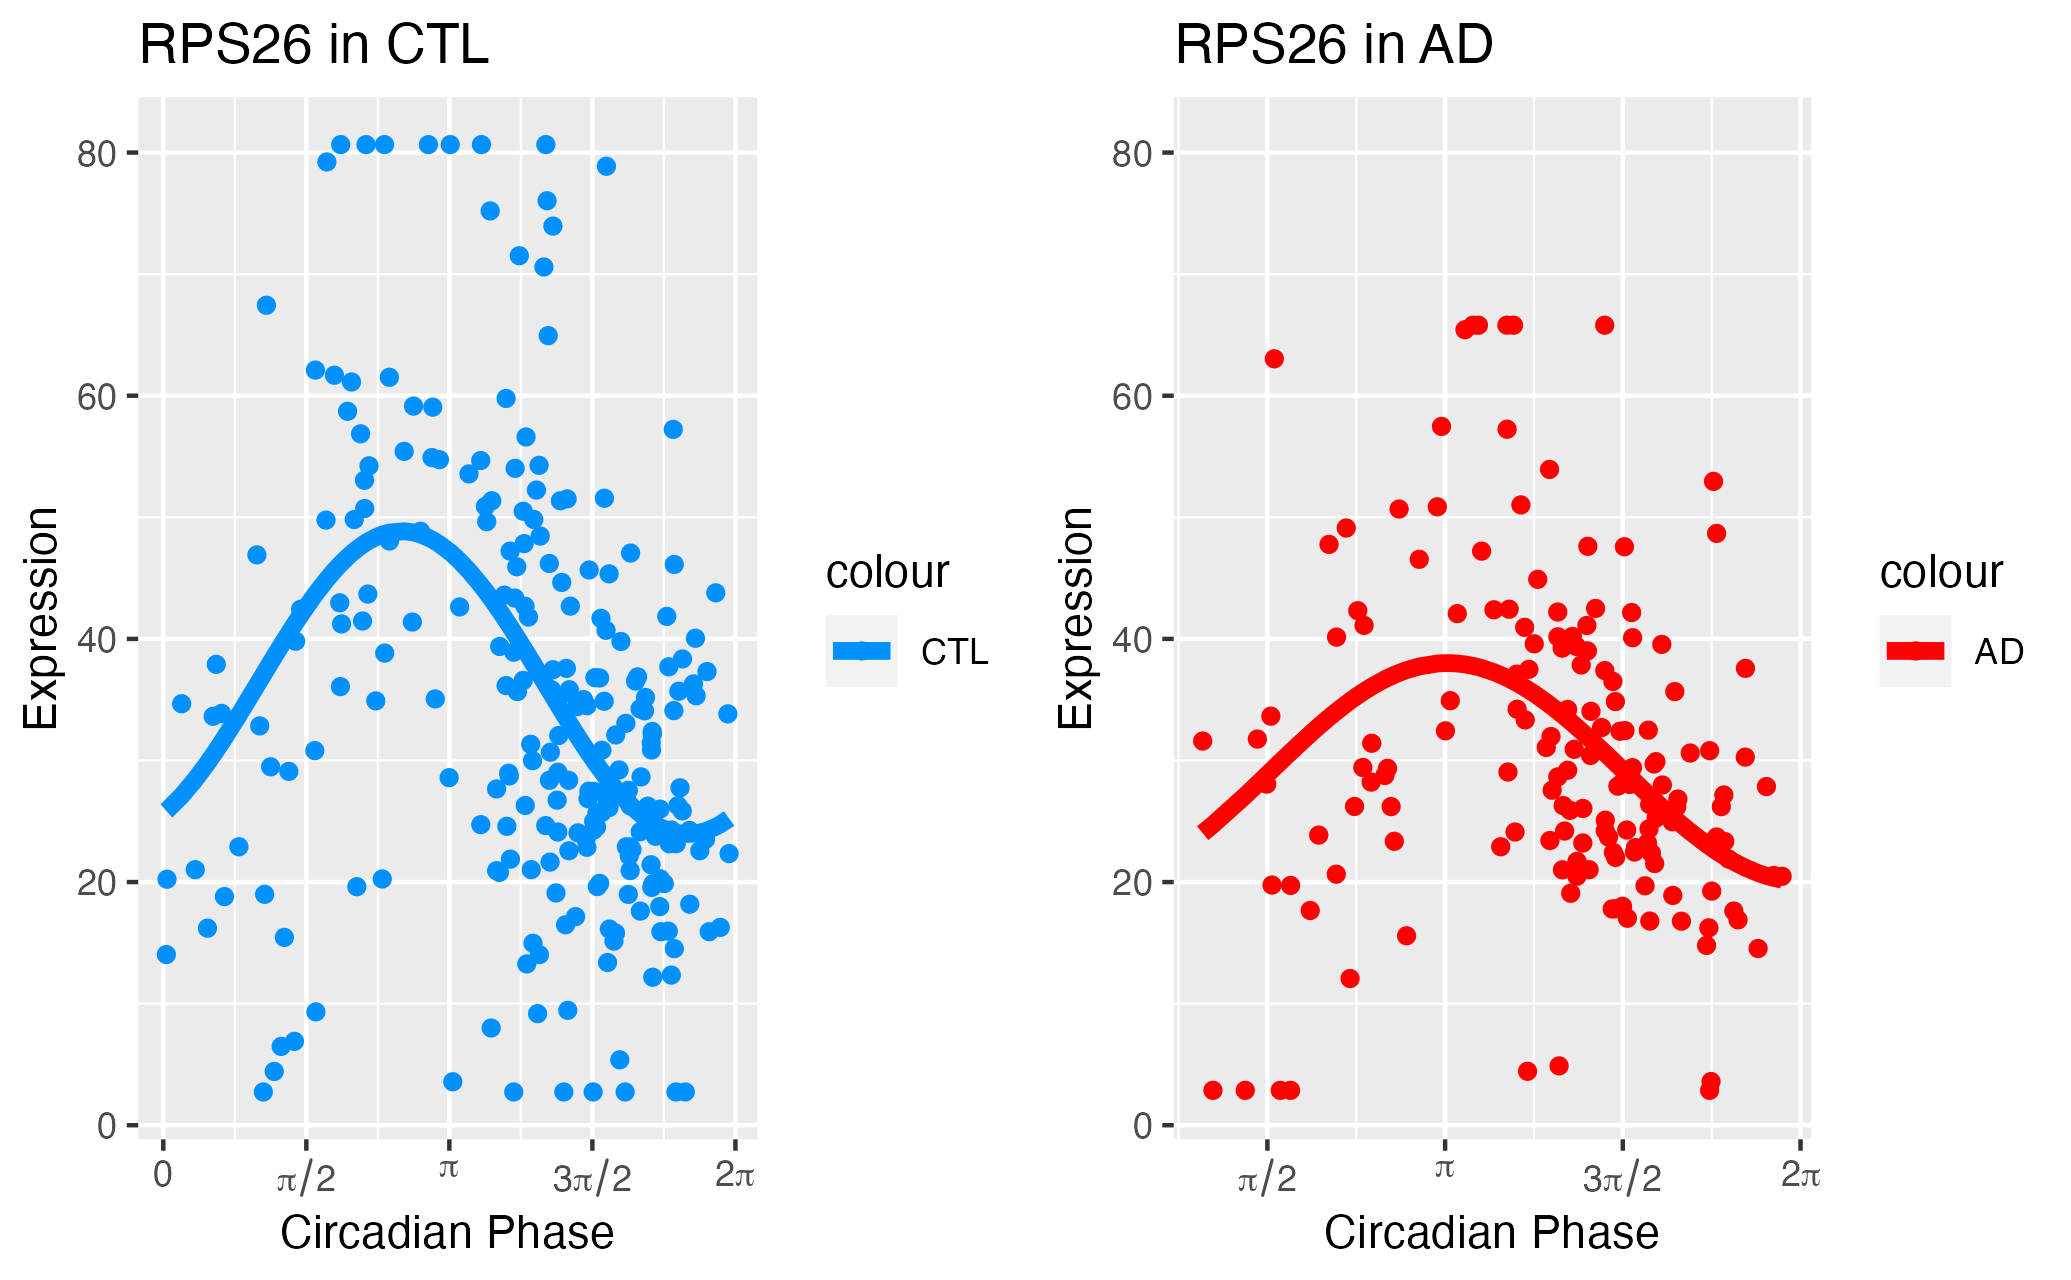 RPS26 in CTL
Expression
80
60
40
20
0
0 π/2 π 3π/2 2π
Circadian Phase
colour
CTL
RPS26 in AD
Expression
80
60
40
20
0
π/2 π 3π/2 2π
Circadian Phase
colour
AD